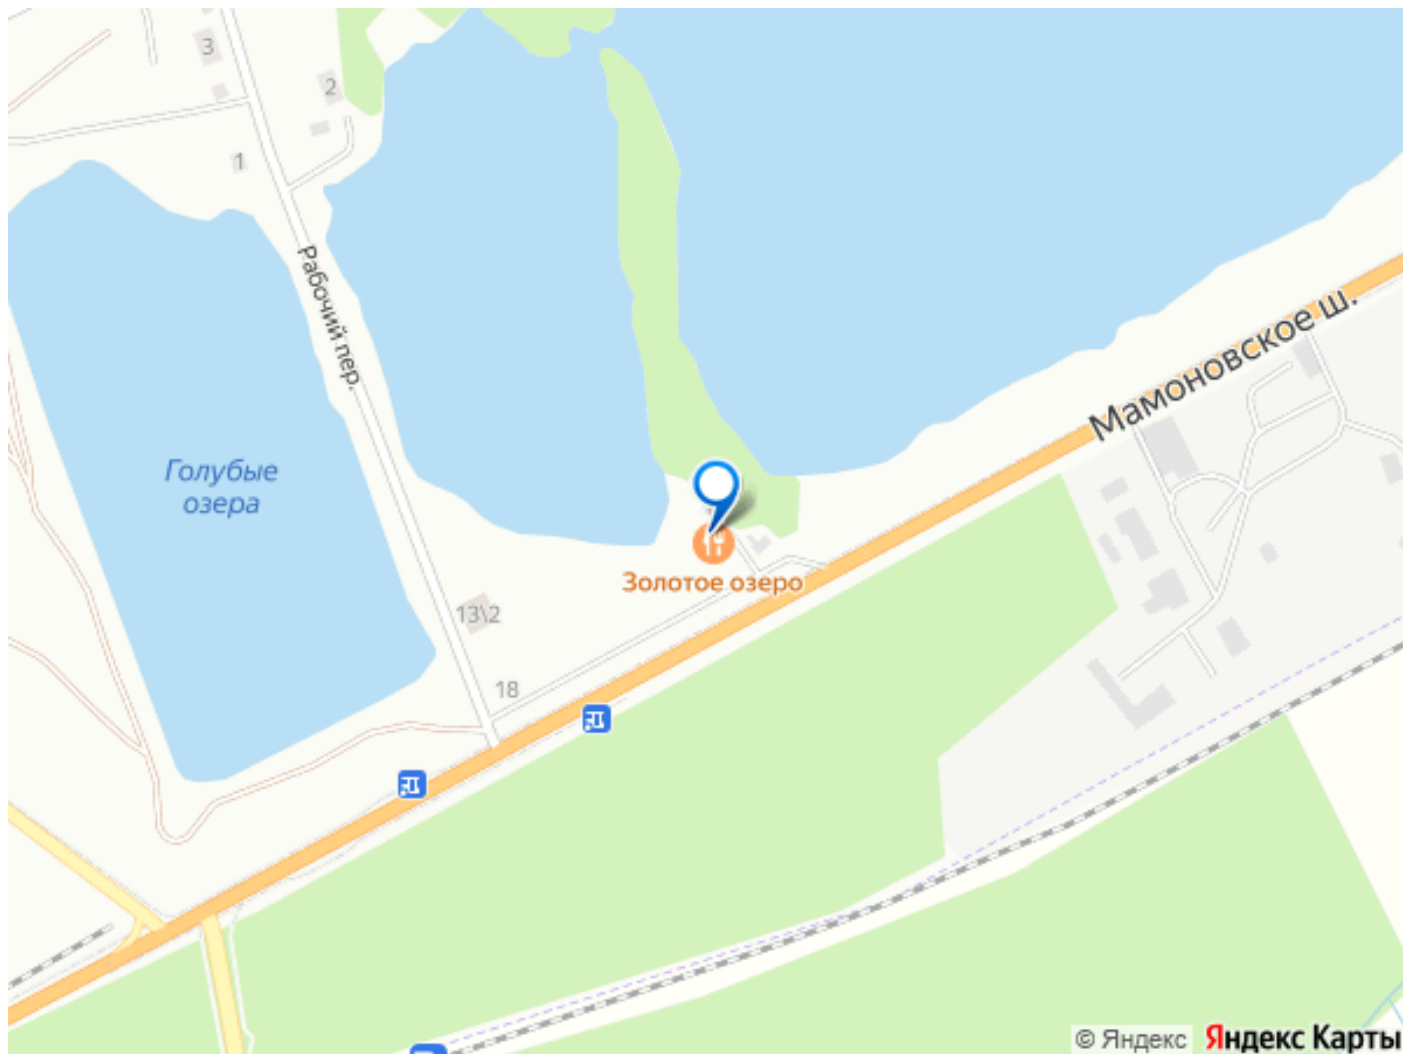 3
2
1
Рабочий пер.
Мамоновское ш.
Голубые
озера
Золотое озеро
13\2
18
© Яндекс Яндекс Карты